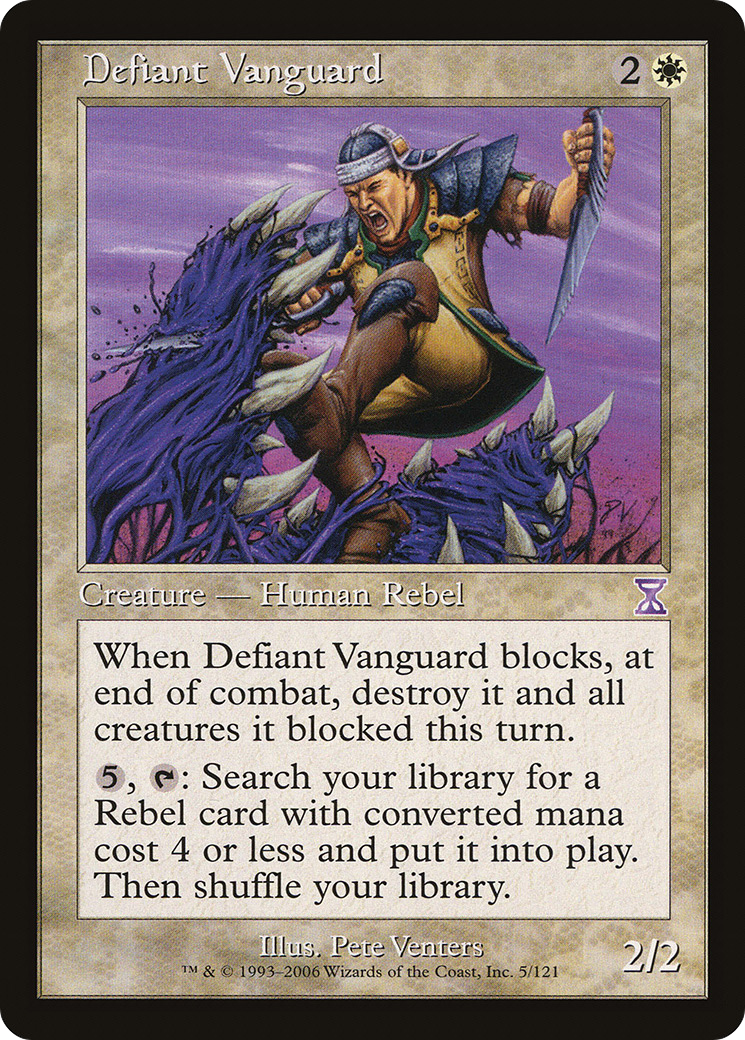 Defiant Vanguard 2
Creature — Human Rebel
When Defiant Vanguard blocks, at
end of combat, destroy it and all
creatures it blocked this turn.
5, : Search your library for a
Rebel card with converted mana
cost 4 or less and put it into play.
Then shuffle your library.
Illus. Pete Venters
™ & © 1993–2006 Wizards of the Coast, Inc. 5/121
2/2